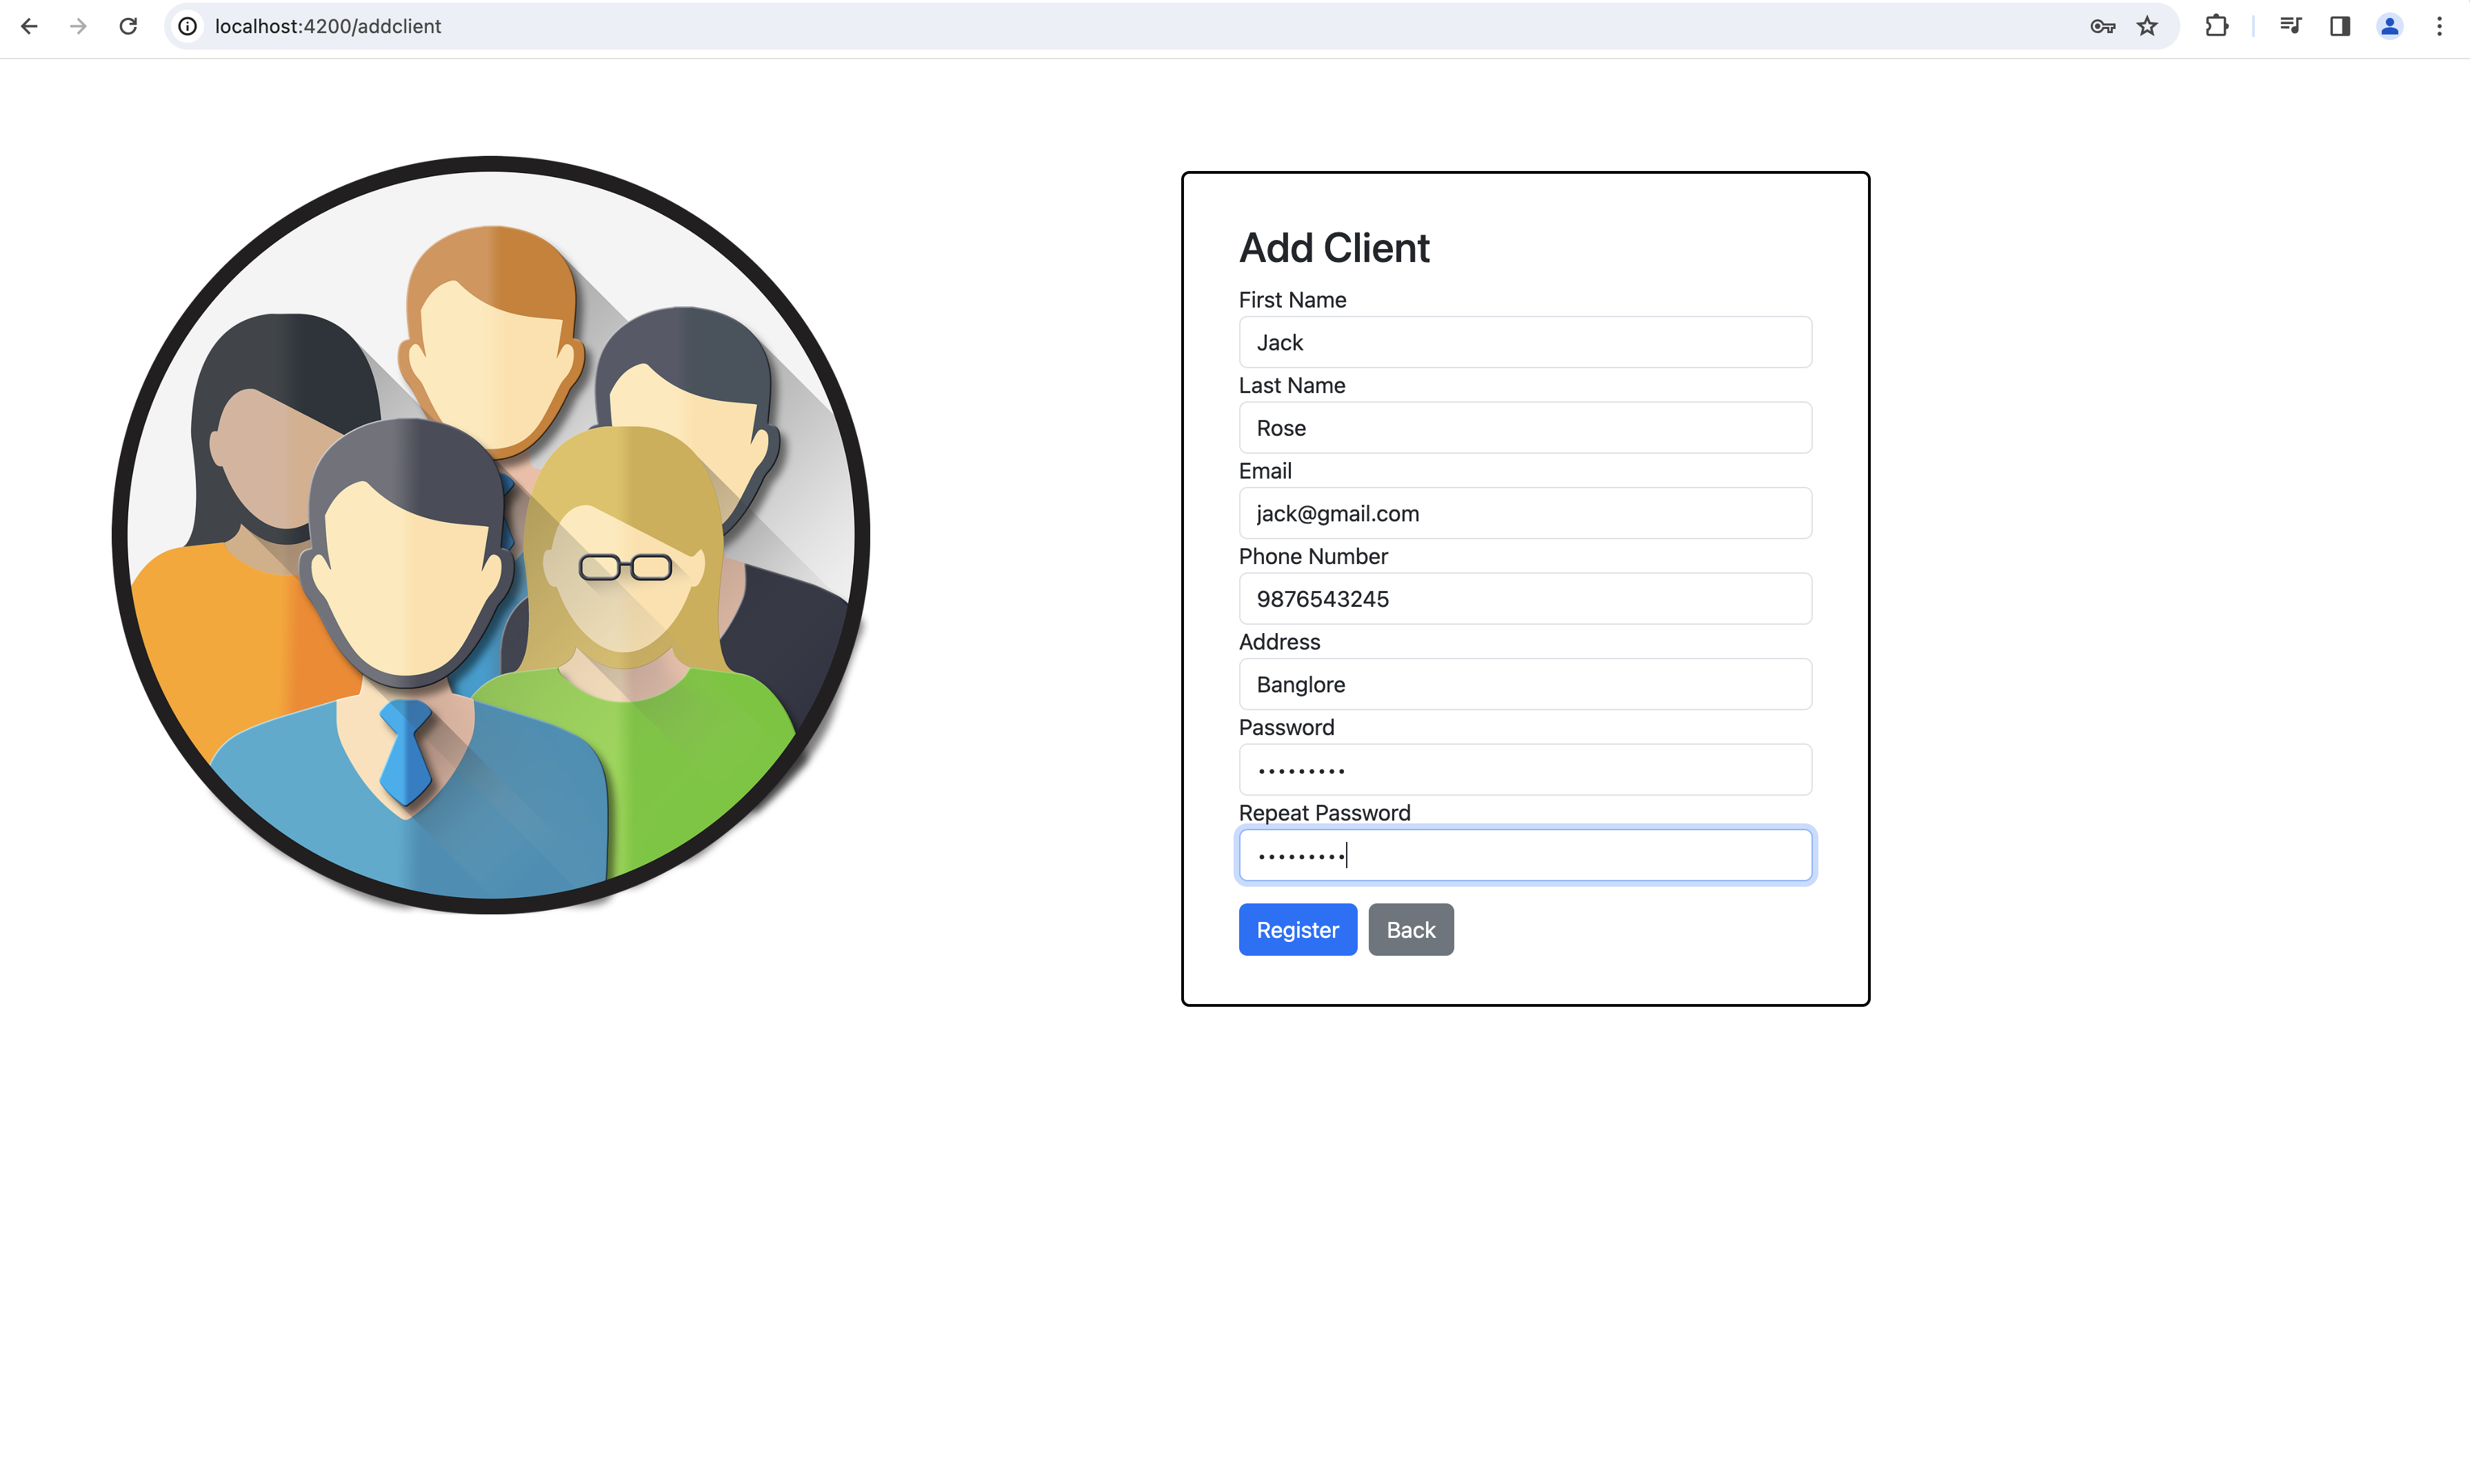 localhost:4200/addclient
Add Client
First Name
Jack
Last Name
Rose
Email
jack@gmail.com
Phone Number
9876543245
Address
Banglore
Password
•••••••••
Repeat Password
•••••••••
Register Back